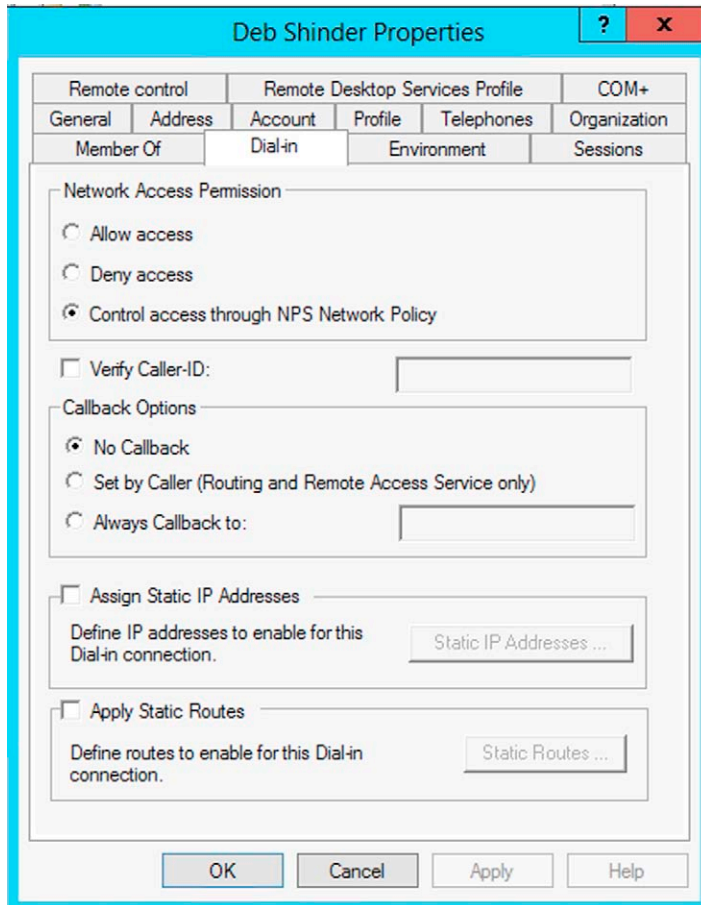 Deb Shinder Properties
?
x
Remote control
Remote Desktop Services Profile
COM+
General
Address
Account
Profile
Telephones
Organization
Member Of
Dial-in
Environment
Sessions
Network Access Permission
Allow access
Deny access
Control access through NPS Network Policy
Verify Caller-ID:
Callback Options
No Callback
Set by Caller (Routing and Remote Access Service only)
Always Callback to:
Assign Static IP Addresses
Define IP addresses to enable for this
Dial-in connection.
Static IP Addresses ...
Apply Static Routes
Define routes to enable for this Dial-in
connection.
Static Routes ...
OK
Cancel
Apply
Help